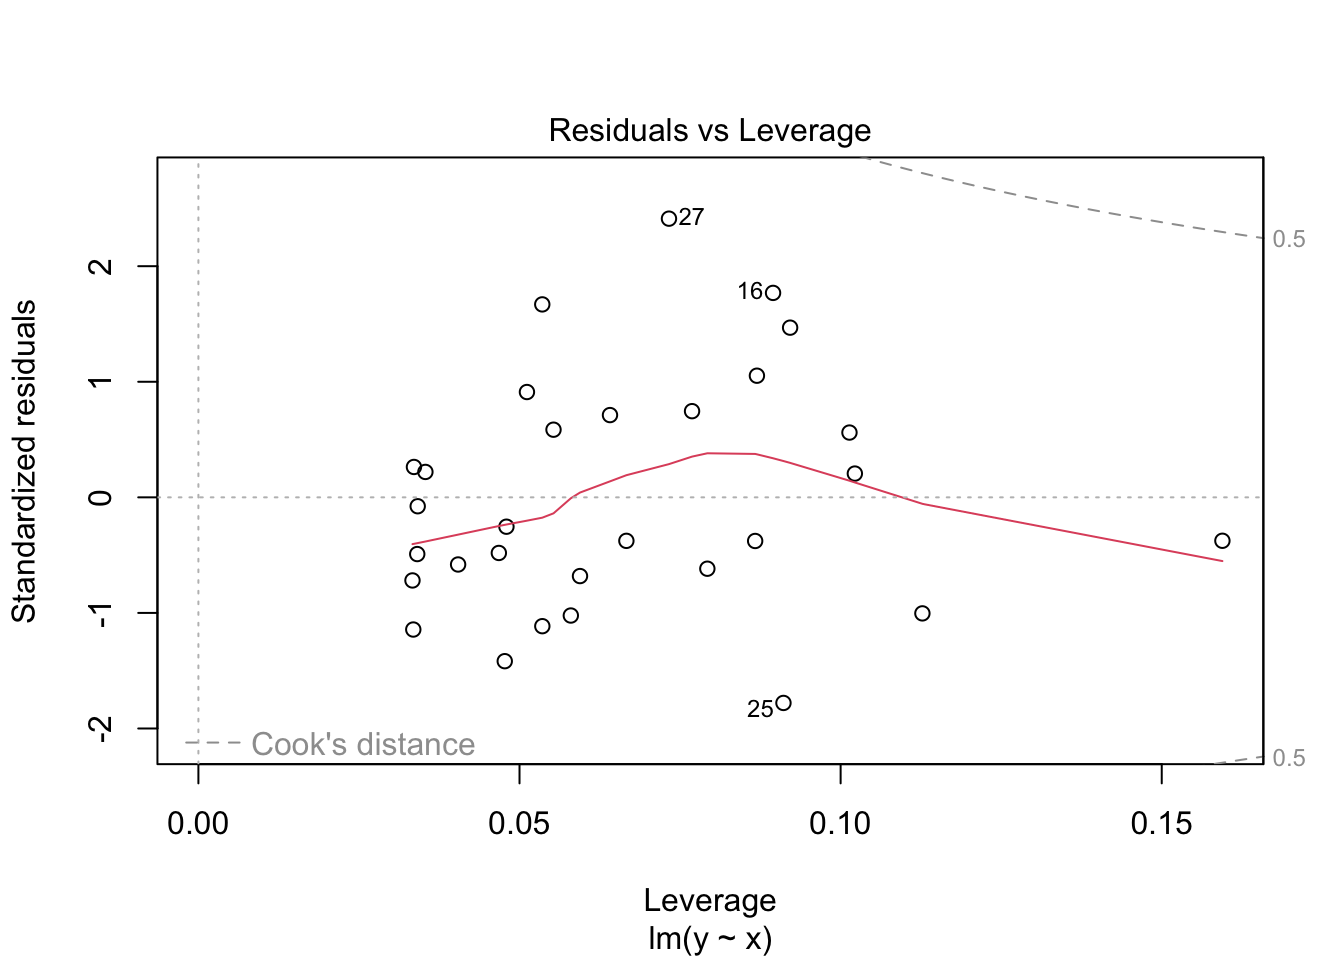 Residuals vs Leverage
Standardized residuals
2
1
0
-1
-2
27
16
25
0.5
0.5
Cook's distance
0.00 0.05 0.10 0.15
Leverage
lm(y ~ x)